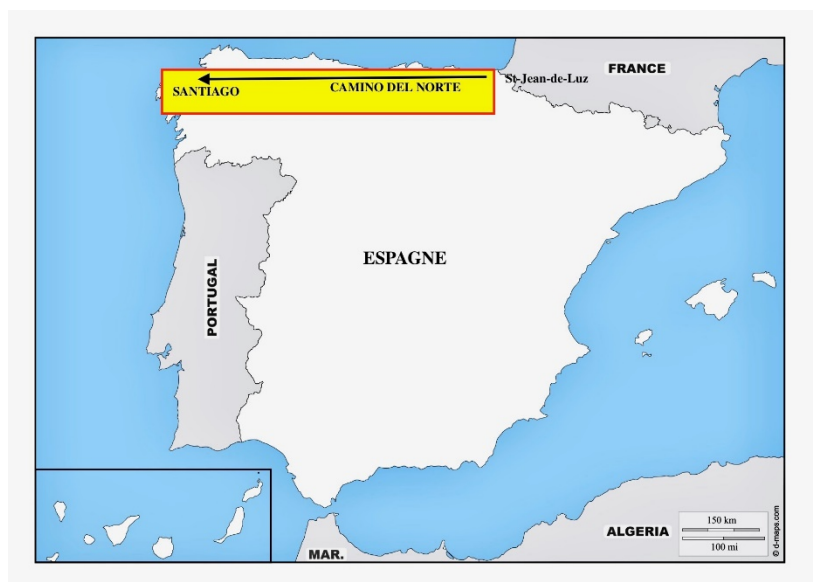 FRANCE
St-Jean-de-Luz
CAMINO DEL NORTE
SANTIAGO
ESPAGNE
PORTUGAL
150 km
100 mi
ALGERIA
MAR.
© d-maps.com